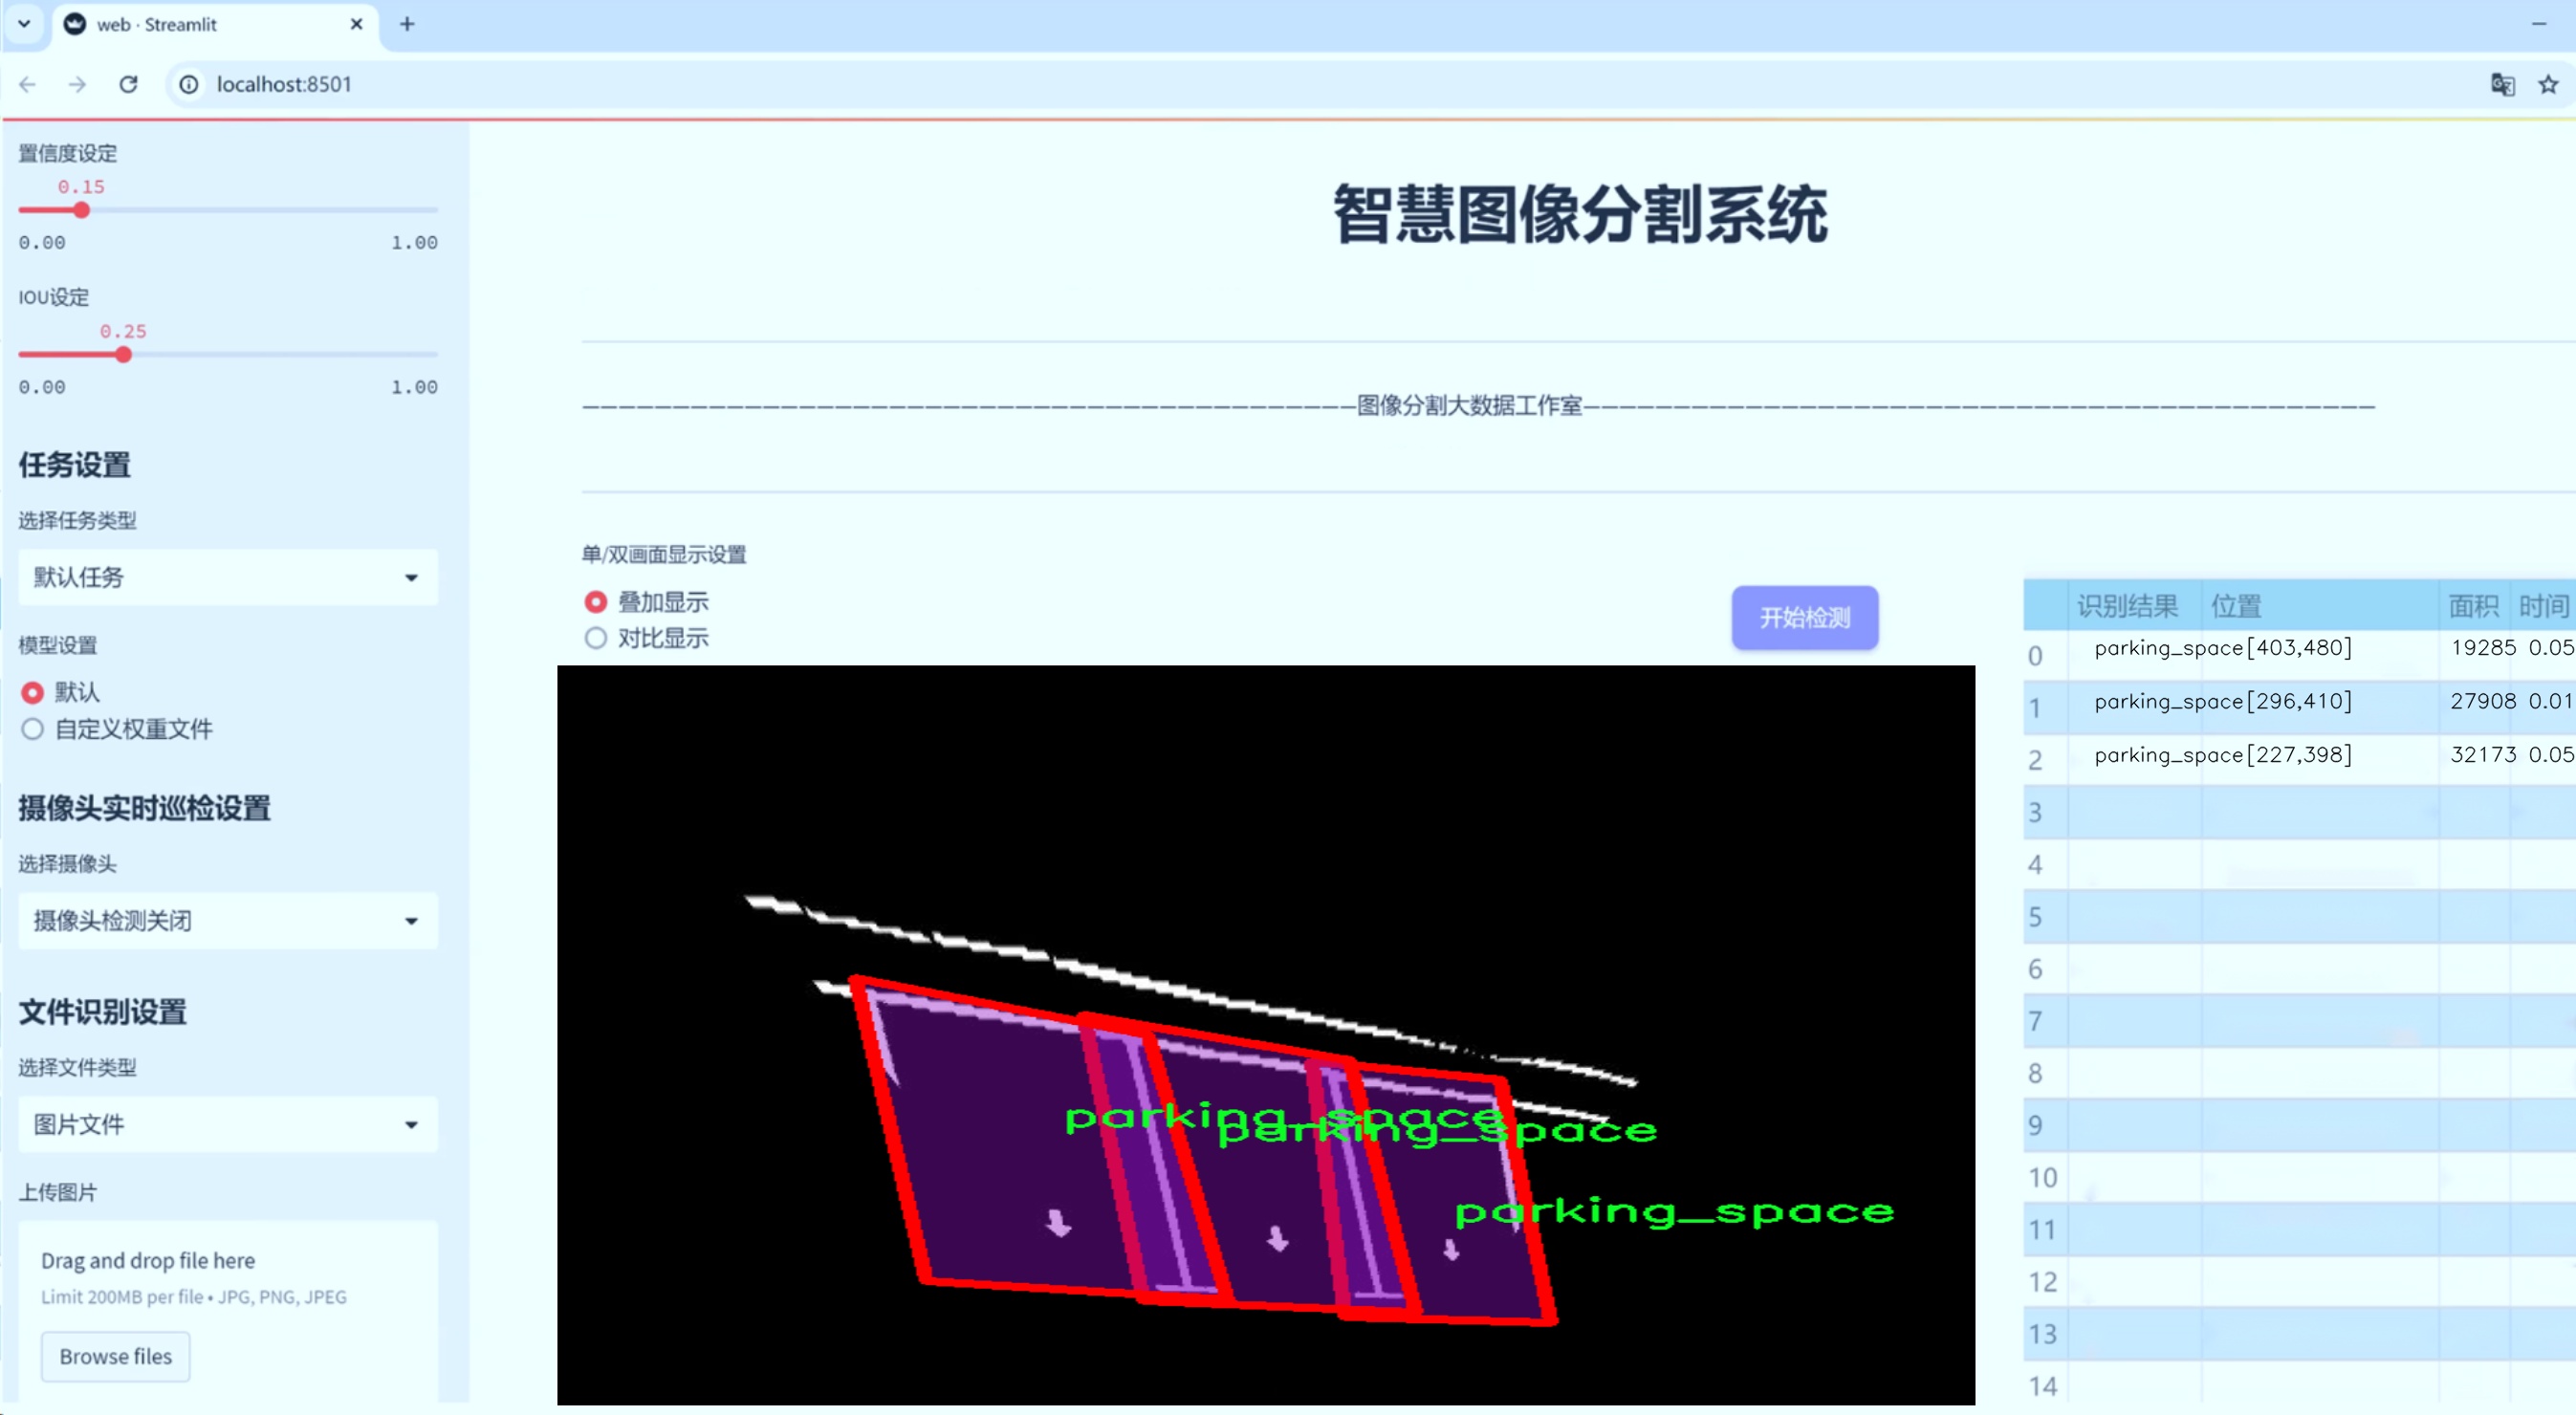 web · Streamlit
localhost:8501
置信度设定
0.15
0.00 1.00
IOU设定
0.25
0.00 1.00
任务设置
选择任务类型
默认任务
模型设置
默认
自定义权重文件
摄像头实时巡检设置
选择摄像头
摄像头检测关闭
文件识别设置
选择文件类型
图片文件
上传图片
Drag and drop file here
Limit 200MB per file • JPG, PNG, JPEG
Browse files
智慧图像分割系统
———————————————————————————————————————————图像分割大数据工作室————————————————————————————————————————————
单/双画面显示设置
叠加显示
对比显示
开始检测
parking_space
parking_space
parking_space
识别结果 位置 面积 时间
0 parking_space[403,480] 19285 0.05
1 parking_space[296,410] 27908 0.01
2 parking_space[227,398] 32173 0.05
3
4
5
6
7
8
9
10
11
12
13
14